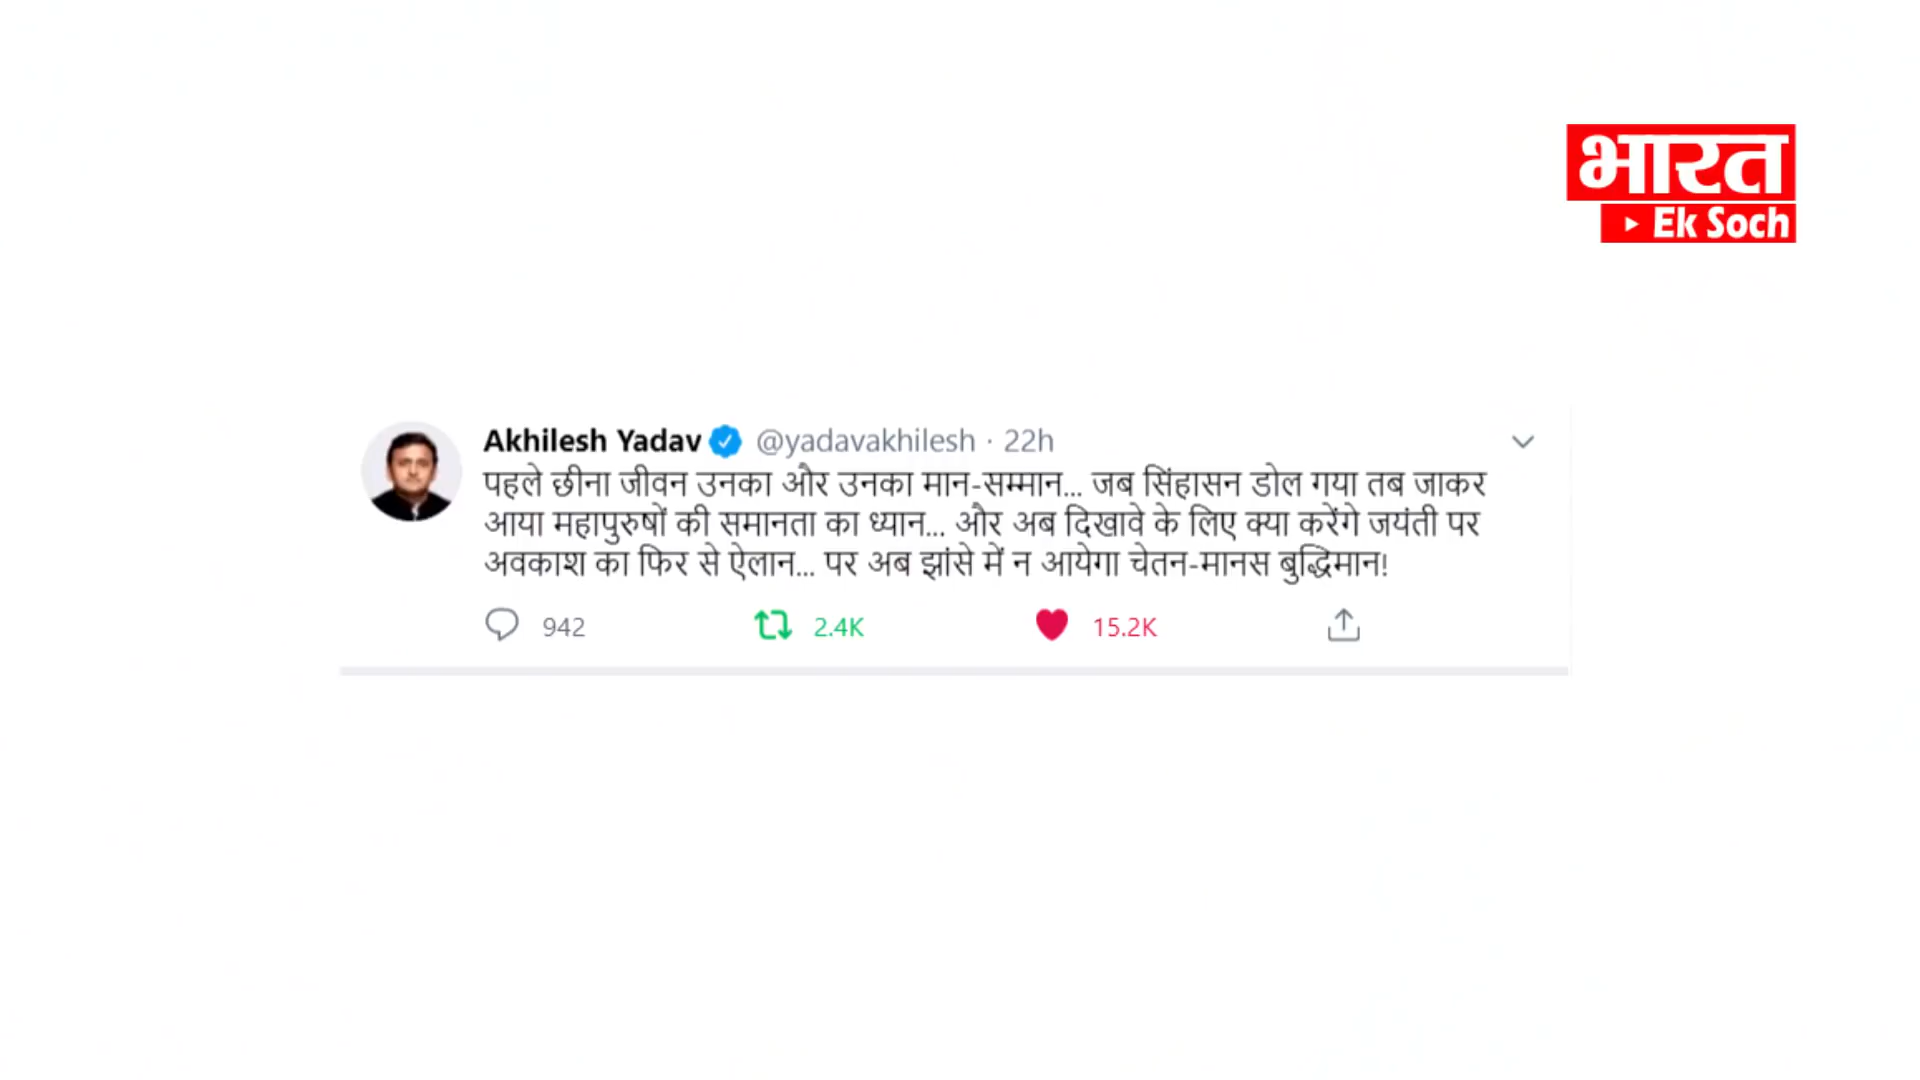 भारत
Ek Soch
Akhilesh Yadav @yadavakhilesh · 22h
पहले छीना जीवन उनका और उनका मान-सम्मान... जब सिंहासन डोल गया तब जाकर
आया महापुरुषों की समानता का ध्यान... और अब दिखावे के लिए क्या करेंगे जयंती पर
अवकाश का फिर से ऐलान... पर अब झांसे में न आयेगा चेतन-मानस बुद्धिमान!
942 2.4K 15.2K